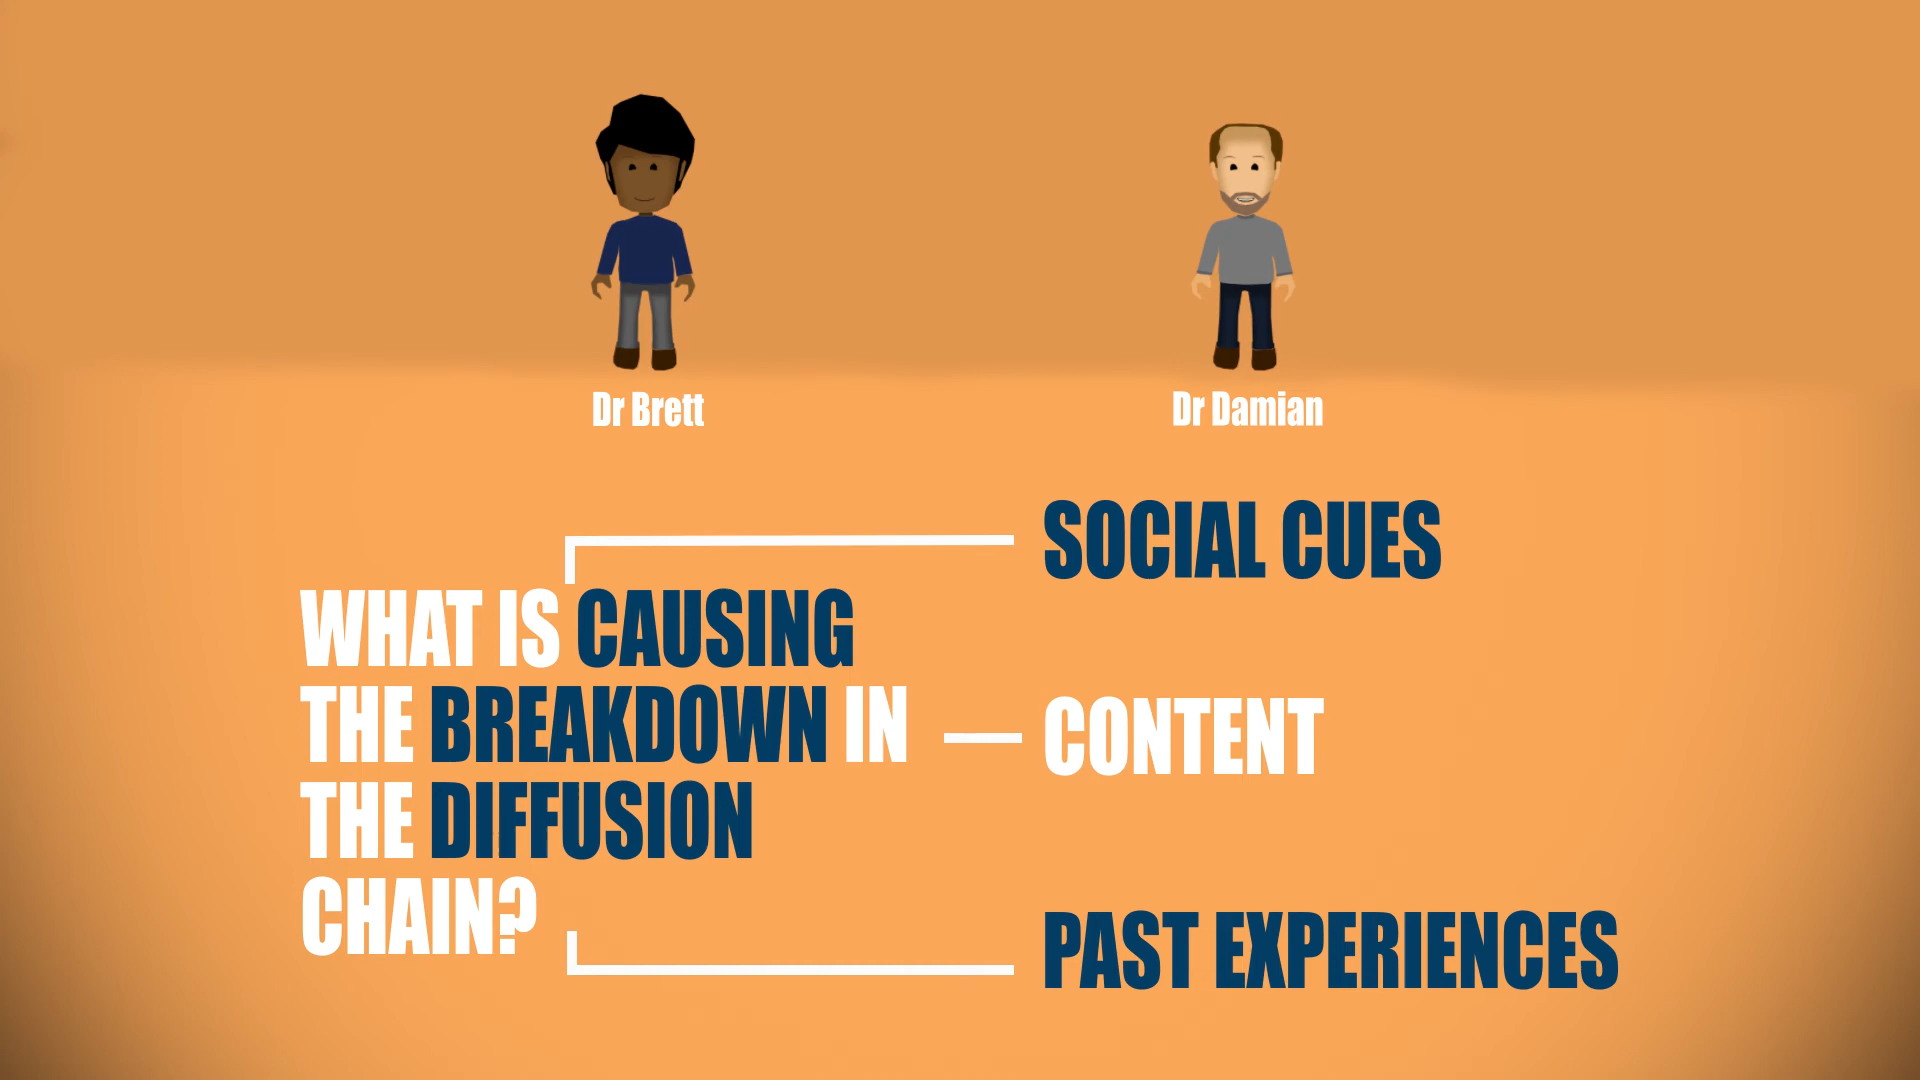 Dr Brett
Dr Damian
WHAT IS CAUSING
THE BREAKDOWN IN
THE DIFFUSION
CHAIN?
SOCIAL CUES
CONTENT
PAST EXPERIENCES